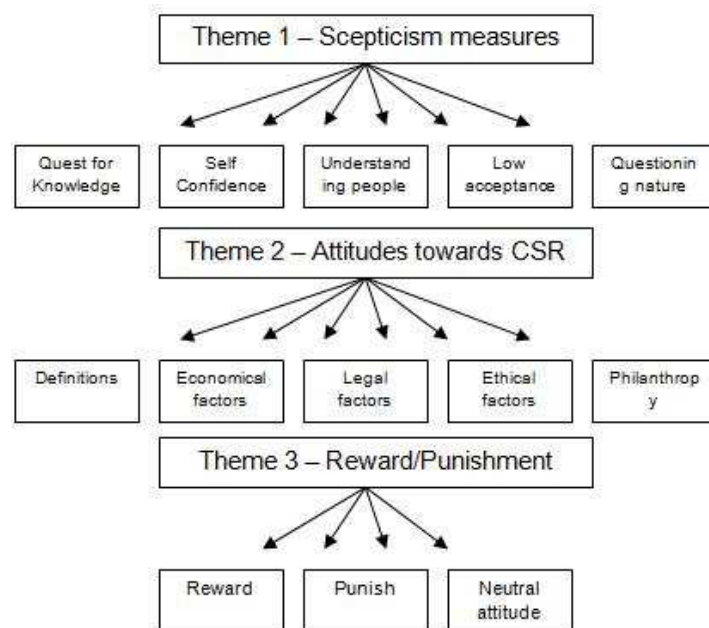 Theme 1 – Scepticism measures
Quest for
Knowledge
Self
Confidence
Understand
ing people
Low
acceptance
Questionin
g nature
Theme 2 – Attitudes towards CSR
Definitions
Economical
factors
Legal
factors
Ethical
factors
Philanthrop
y
Theme 3 – Reward/Punishment
Reward
Punish
Neutral
attitude